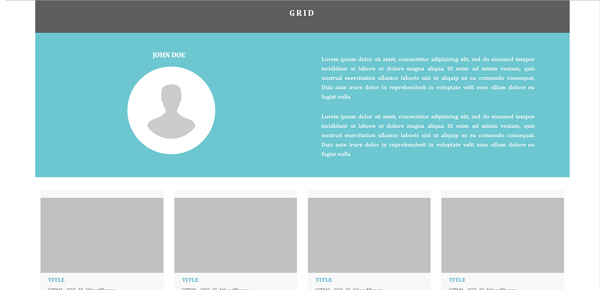 GRID
JOHN DOE
Lorem ipsum dolor sit amet, consectetur adipisicing elit, sed do eiusmod tempor
incididunt ut labore et dolore magna aliqua. Ut enim ad minim veniam, quis
nostrud exercitation ullamco laboris nisi ut aliquip ex ea commodo consequat.
Duis aute irure dolor in reprehenderit in voluptate velit esse cillum dolore eu
fugiat nulla
Lorem ipsum dolor sit amet, consectetur adipisicing elit, sed do eiusmod tempor
incididunt ut labore et dolore magna aliqua. Ut enim ad minim veniam, quis
nostrud exercitation ullamco laboris nisi ut aliquip ex ea commodo consequat.
Duis aute irure dolor in reprehenderit in voluptate velit esse cillum dolore eu
fugiat nulla
TITLE
TITLE
TITLE
TITLE